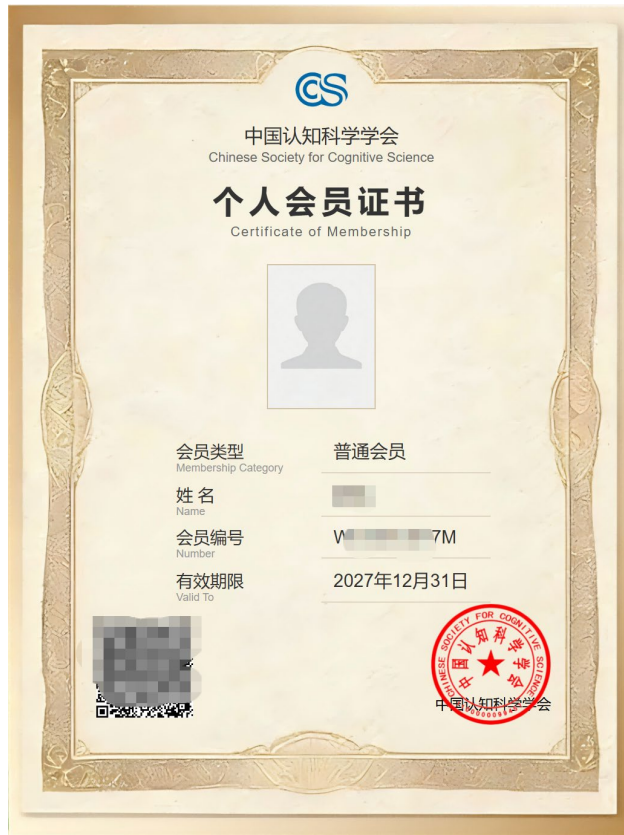 CCS
中国认知科学学会
Chinese Society for Cognitive Science
个人会员证书
Certificate of Membership
会员类型 普通会员
Membership Category
姓 名
Name
会员编号 W 7M
Number
有效期限 2027年12月31日
Valid To
CHINESE SOCIETY FOR COGNITIVE SCIENCE
中国认知科学学会
中国认知科学学会